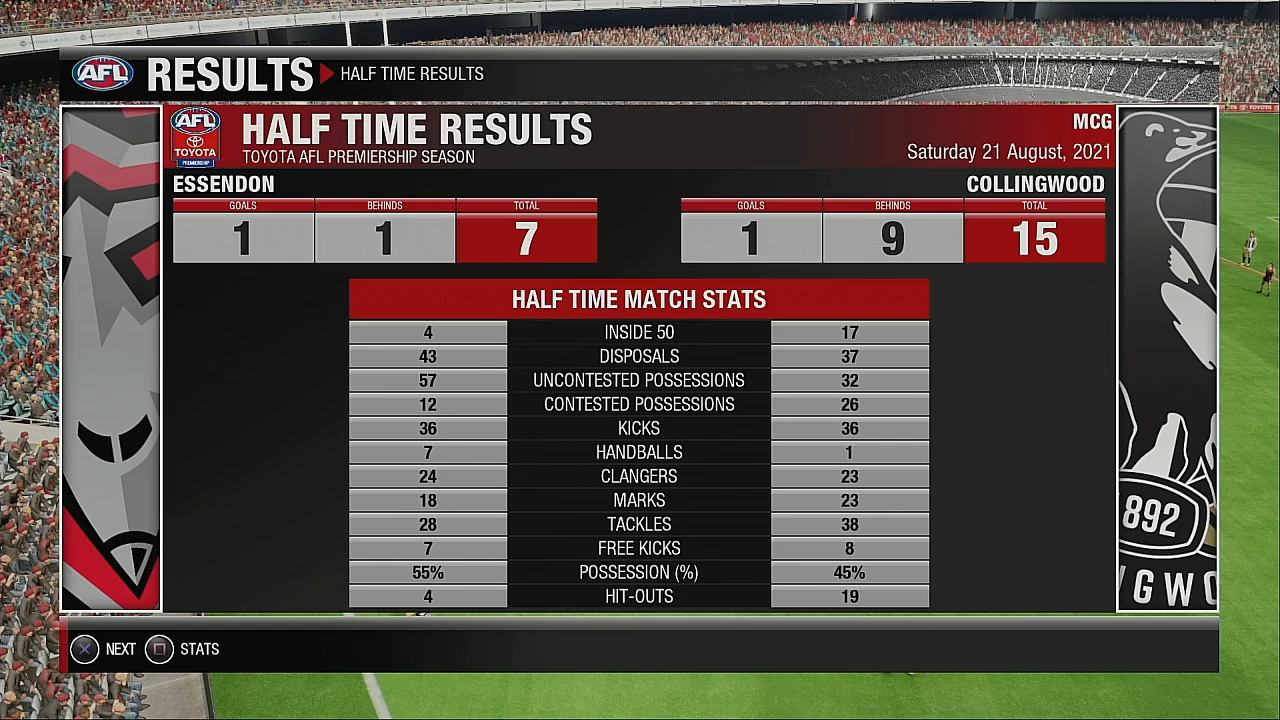 AFL RESULTS HALF TIME RESULTS
AFL
TOYOTA
PREMIERSHIP
HALF TIME RESULTS
TOYOTA AFL PREMIERSHIP SEASON
MCG
Saturday 21 August, 2021
ESSENDON
COLLINGWOOD
GOALS BEHINDS TOTAL
1 1 7
GOALS BEHINDS TOTAL
1 9 15
HALF TIME MATCH STATS
4 INSIDE 50 17
43 DISPOSALS 37
57 UNCONTESTED POSSESSIONS 32
12 CONTESTED POSSESSIONS 26
36 KICKS 36
7 HANDBALLS 1
24 CLANGERS 23
18 MARKS 23
28 TACKLES 38
7 FREE KICKS 8
55% POSSESSION (%) 45%
4 HIT-OUTS 19
892
GWO
NEXT STATS